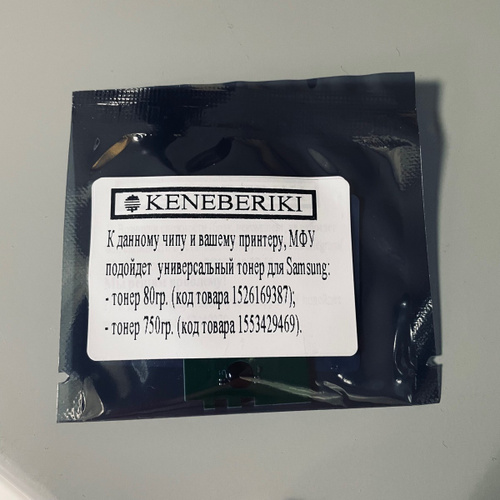 KENEBERIKI
К данному чипу и вашему принтеру, МФУ
подойдет универсальный тонер для Samsung:
- тонер 80гр. (код товара 1526169387);
- тонер 750гр. (код товара 1553429469).